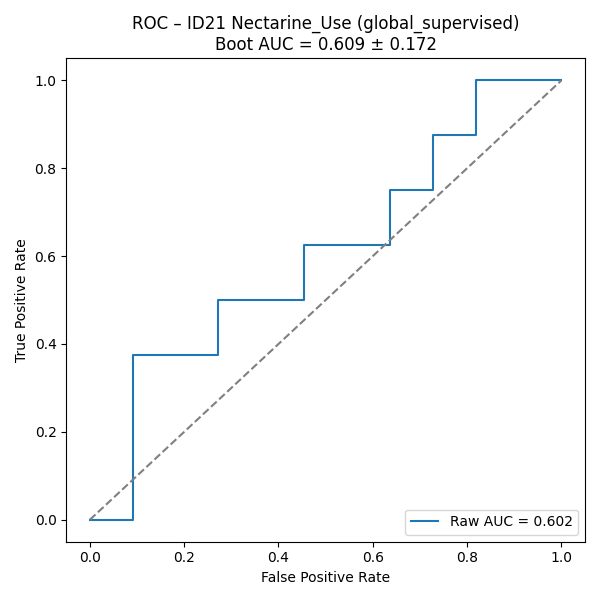 ROC – ID21 Nectarine_Use (global_supervised)
Boot AUC = 0.609 ± 0.172
True Positive Rate
1.0
0.8
0.6
0.4
0.2
0.0
Raw AUC = 0.602
0.0 0.2 0.4 0.6 0.8 1.0
False Positive Rate